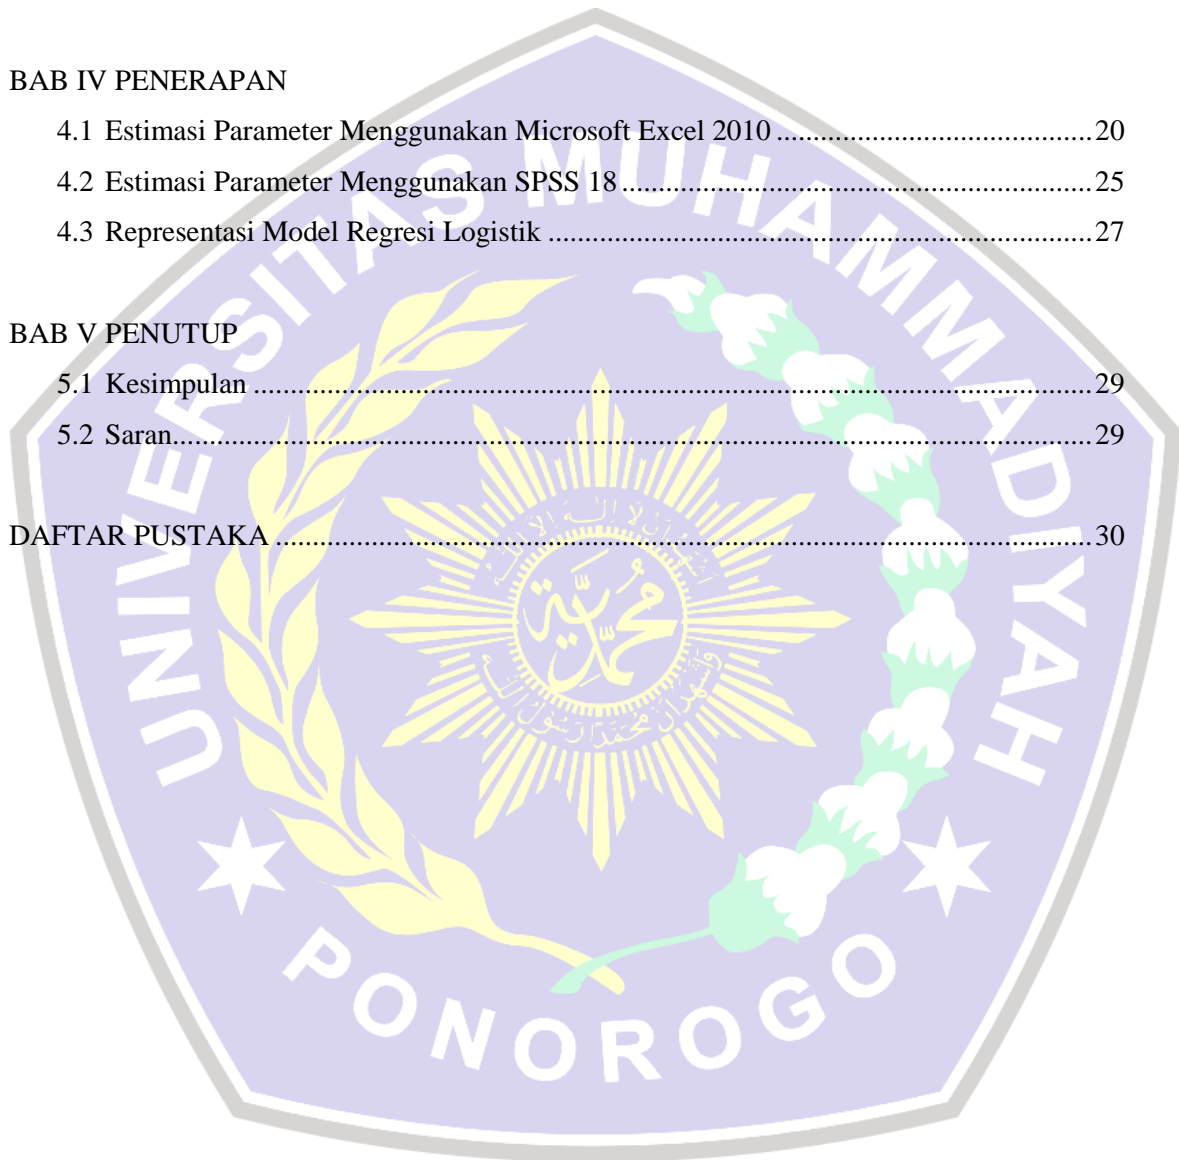 BAB IV PENERAPAN
4.1 Estimasi Parameter Menggunakan Microsoft Excel 2010 ........................................20
4.2 Estimasi Parameter Menggunakan SPSS 18 ............................................................25
4.3 Representasi Model Regresi Logistik ......................................................................27
BAB V PENUTUP
5.1 Kesimpulan ..............................................................................................................29
5.2 Saran.........................................................................................................................29
DAFTAR PUSTAKA .......................................................................................................30
UNIVERSITAS MUHAMMADIYAH
PONOROGO
محمدية